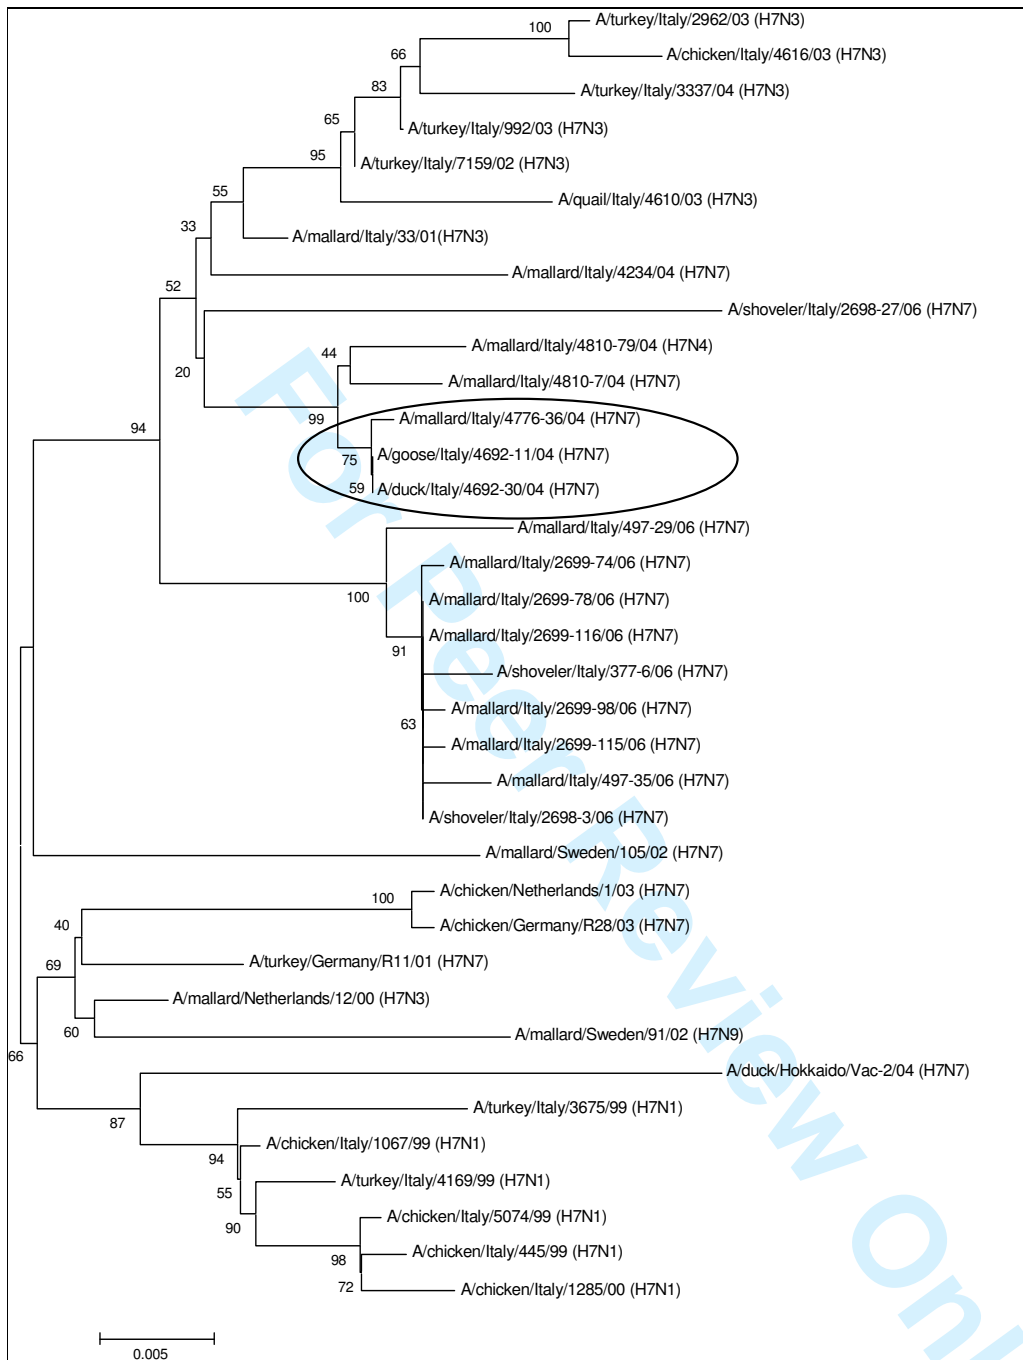 A/turkey/Italy/2962/03 (H7N3)
100
A/chicken/Italy/4616/03 (H7N3)
66
83
A/turkey/Italy/3337/04 (H7N3)
65
A/turkey/Italy/992/03 (H7N3)
95
A/turkey/Italy/7159/02 (H7N3)
55
A/quail/Italy/4610/03 (H7N3)
33
A/mallard/Italy/33/01(H7N3)
A/mallard/Italy/4234/04 (H7N7)
52
A/shoveler/Italy/2698-27/06 (H7N7)
A/mallard/Italy/4810-79/04 (H7N4)
44
20
A/mallard/Italy/4810-7/04 (H7N7)
99
A/mallard/Italy/4776-36/04 (H7N7)
94
A/goose/Italy/4692-11/04 (H7N7)
75
59
A/duck/Italy/4692-30/04 (H7N7)
A/mallard/Italy/497-29/06 (H7N7)
A/mallard/Italy/2699-74/06 (H7N7)
100
A/mallard/Italy/2699-78/06 (H7N7)
A/mallard/Italy/2699-116/06 (H7N7)
91
A/shoveler/Italy/377-6/06 (H7N7)
A/mallard/Italy/2699-98/06 (H7N7)
63
A/mallard/Italy/2699-115/06 (H7N7)
A/mallard/Italy/497-35/06 (H7N7)
A/shoveler/Italy/2698-3/06 (H7N7)
A/mallard/Sweden/105/02 (H7N7)
A/chicken/Netherlands/1/03 (H7N7)
100
40
A/chicken/Germany/R28/03 (H7N7)
69
A/turkey/Germany/R11/01 (H7N7)
A/mallard/Netherlands/12/00 (H7N3)
60
A/mallard/Sweden/91/02 (H7N9)
66
A/duck/Hokkaido/Vac-2/04 (H7N7)
A/turkey/Italy/3675/99 (H7N1)
87
A/chicken/Italy/1067/99 (H7N1)
94
A/turkey/Italy/4169/99 (H7N1)
55
A/chicken/Italy/5074/99 (H7N1)
90
A/chicken/Italy/445/99 (H7N1)
98
72
A/chicken/Italy/1285/00 (H7N1)
0.005
For Peer Review